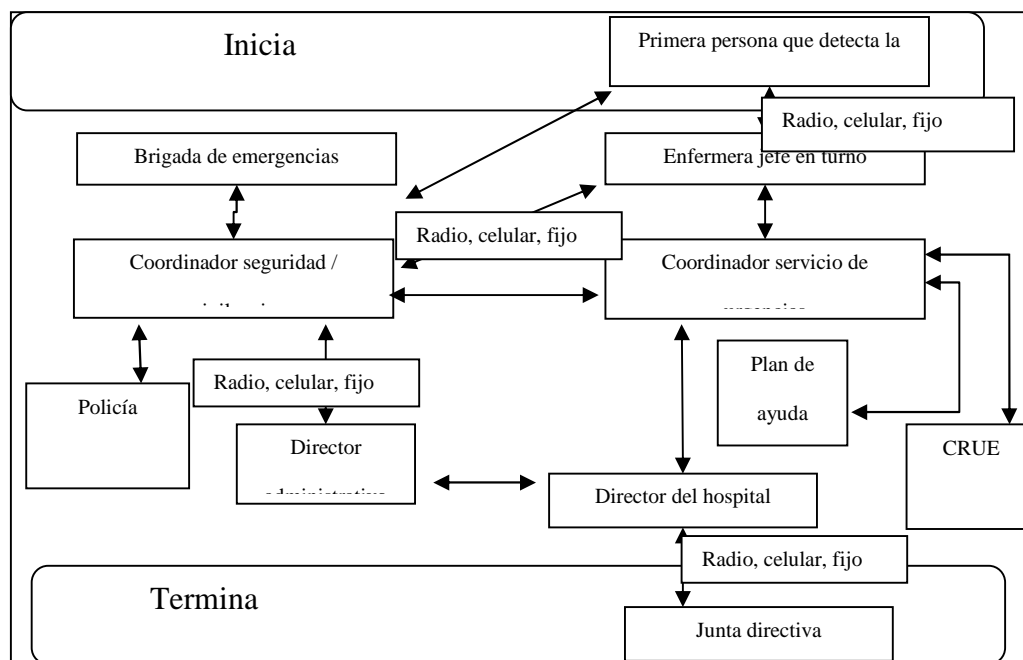 Inicia
Primera persona que detecta la
Radio, celular, fijo
Brigada de emergencias
Enfermera jefe en turno
Radio, celular, fijo
Coordinador seguridad /
Coordinador servicio de
Radio, celular, fijo
Plan de
ayuda
Policía
Director
CRUE
Director del hospital
Radio, celular, fijo
Termina
Junta directiva